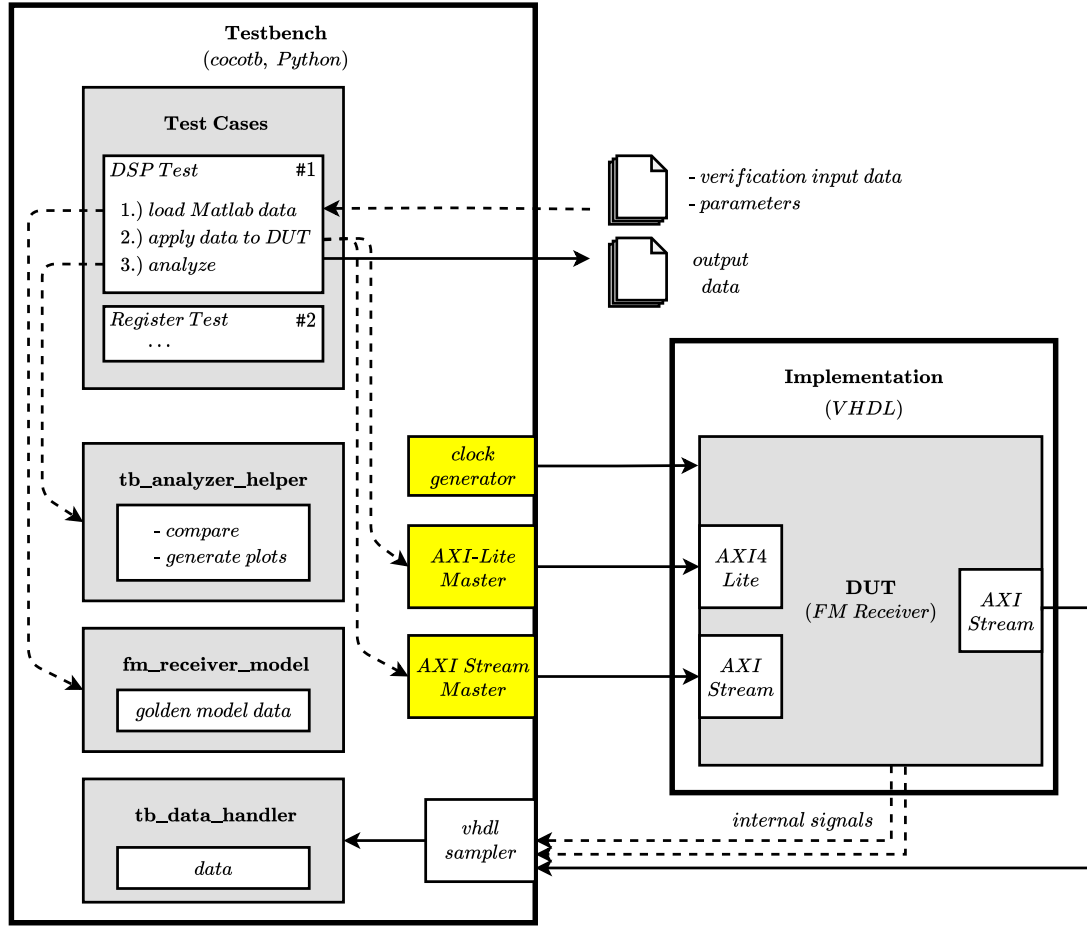 Testbench
(cocotb, Python)
Test Cases
DSP Test #1
1.) load Matlab data
2.) apply data to DUT
3.) analyze
Register Test #2
...
- verification input data
- parameters
output
data
Implementation
(VHDL)
clock
generator
tb_analyzer_helper
- compare
- generate plots
AXI-Lite
Master
AXI4
Lite
DUT
(FM Receiver)
AXI
Stream
fm_receiver_model
golden model data
AXI Stream
Master
AXI
Stream
tb_data_handler
data
vhdl
sampler
internal signals